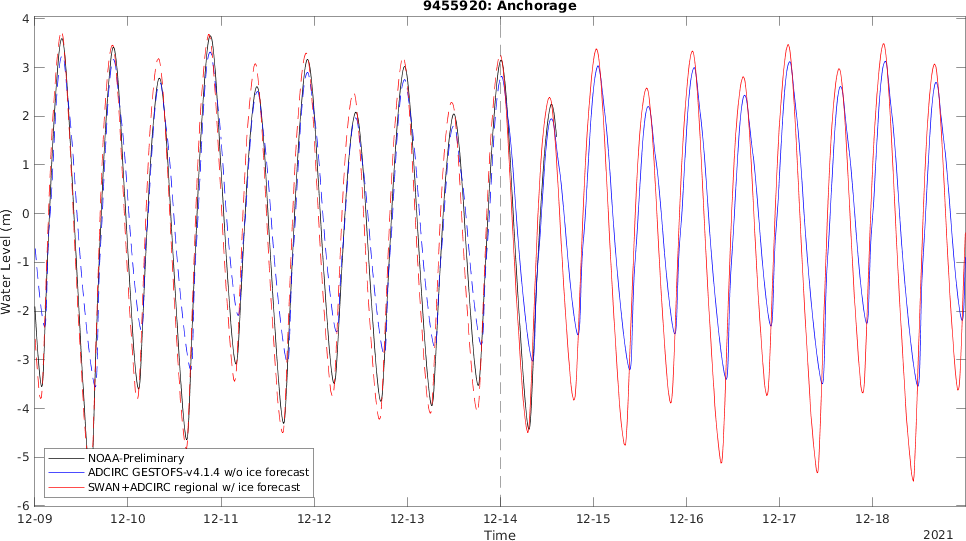 9455920: Anchorage
4
3
2
1
0
-1
-2
-3
-4
-5
-6
Water Level (m)
NOAA-Preliminary
ADCIRC GESTOFS-v4.1.4 w/o ice forecast
SWAN+ADCIRC regional w/ ice forecast
12-09 12-10 12-11 12-12 12-13 12-14 12-15 12-16 12-17 12-18
Time
2021